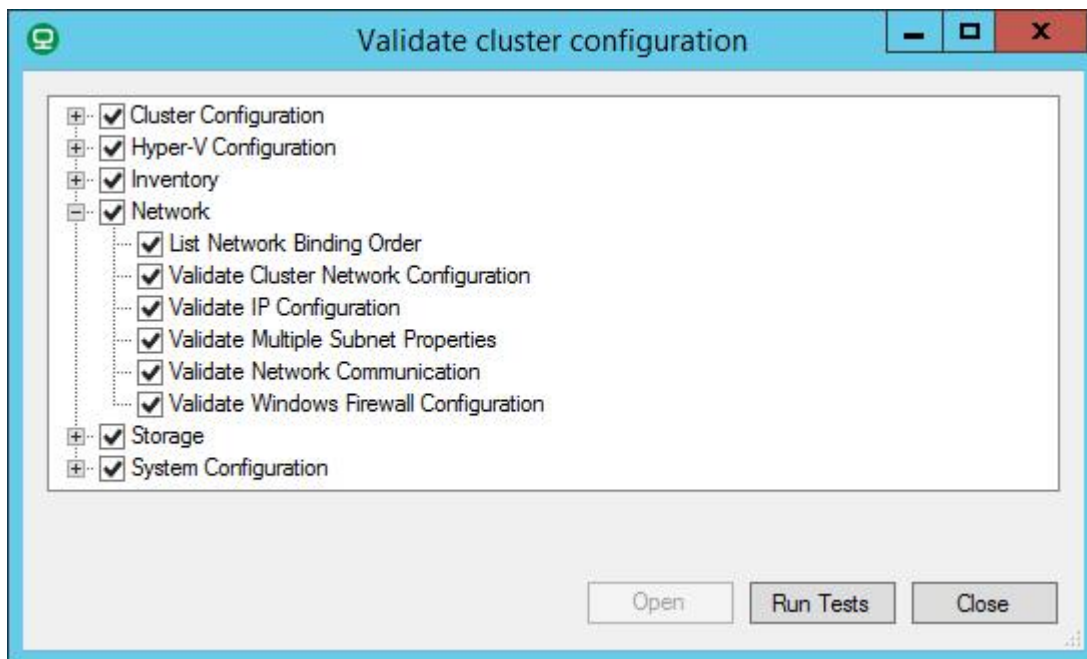 Validate cluster configuration
Cluster Configuration
Hyper-V Configuration
Inventory
Network
List Network Binding Order
Validate Cluster Network Configuration
Validate IP Configuration
Validate Multiple Subnet Properties
Validate Network Communication
Validate Windows Firewall Configuration
Storage
System Configuration
Open Run Tests Close